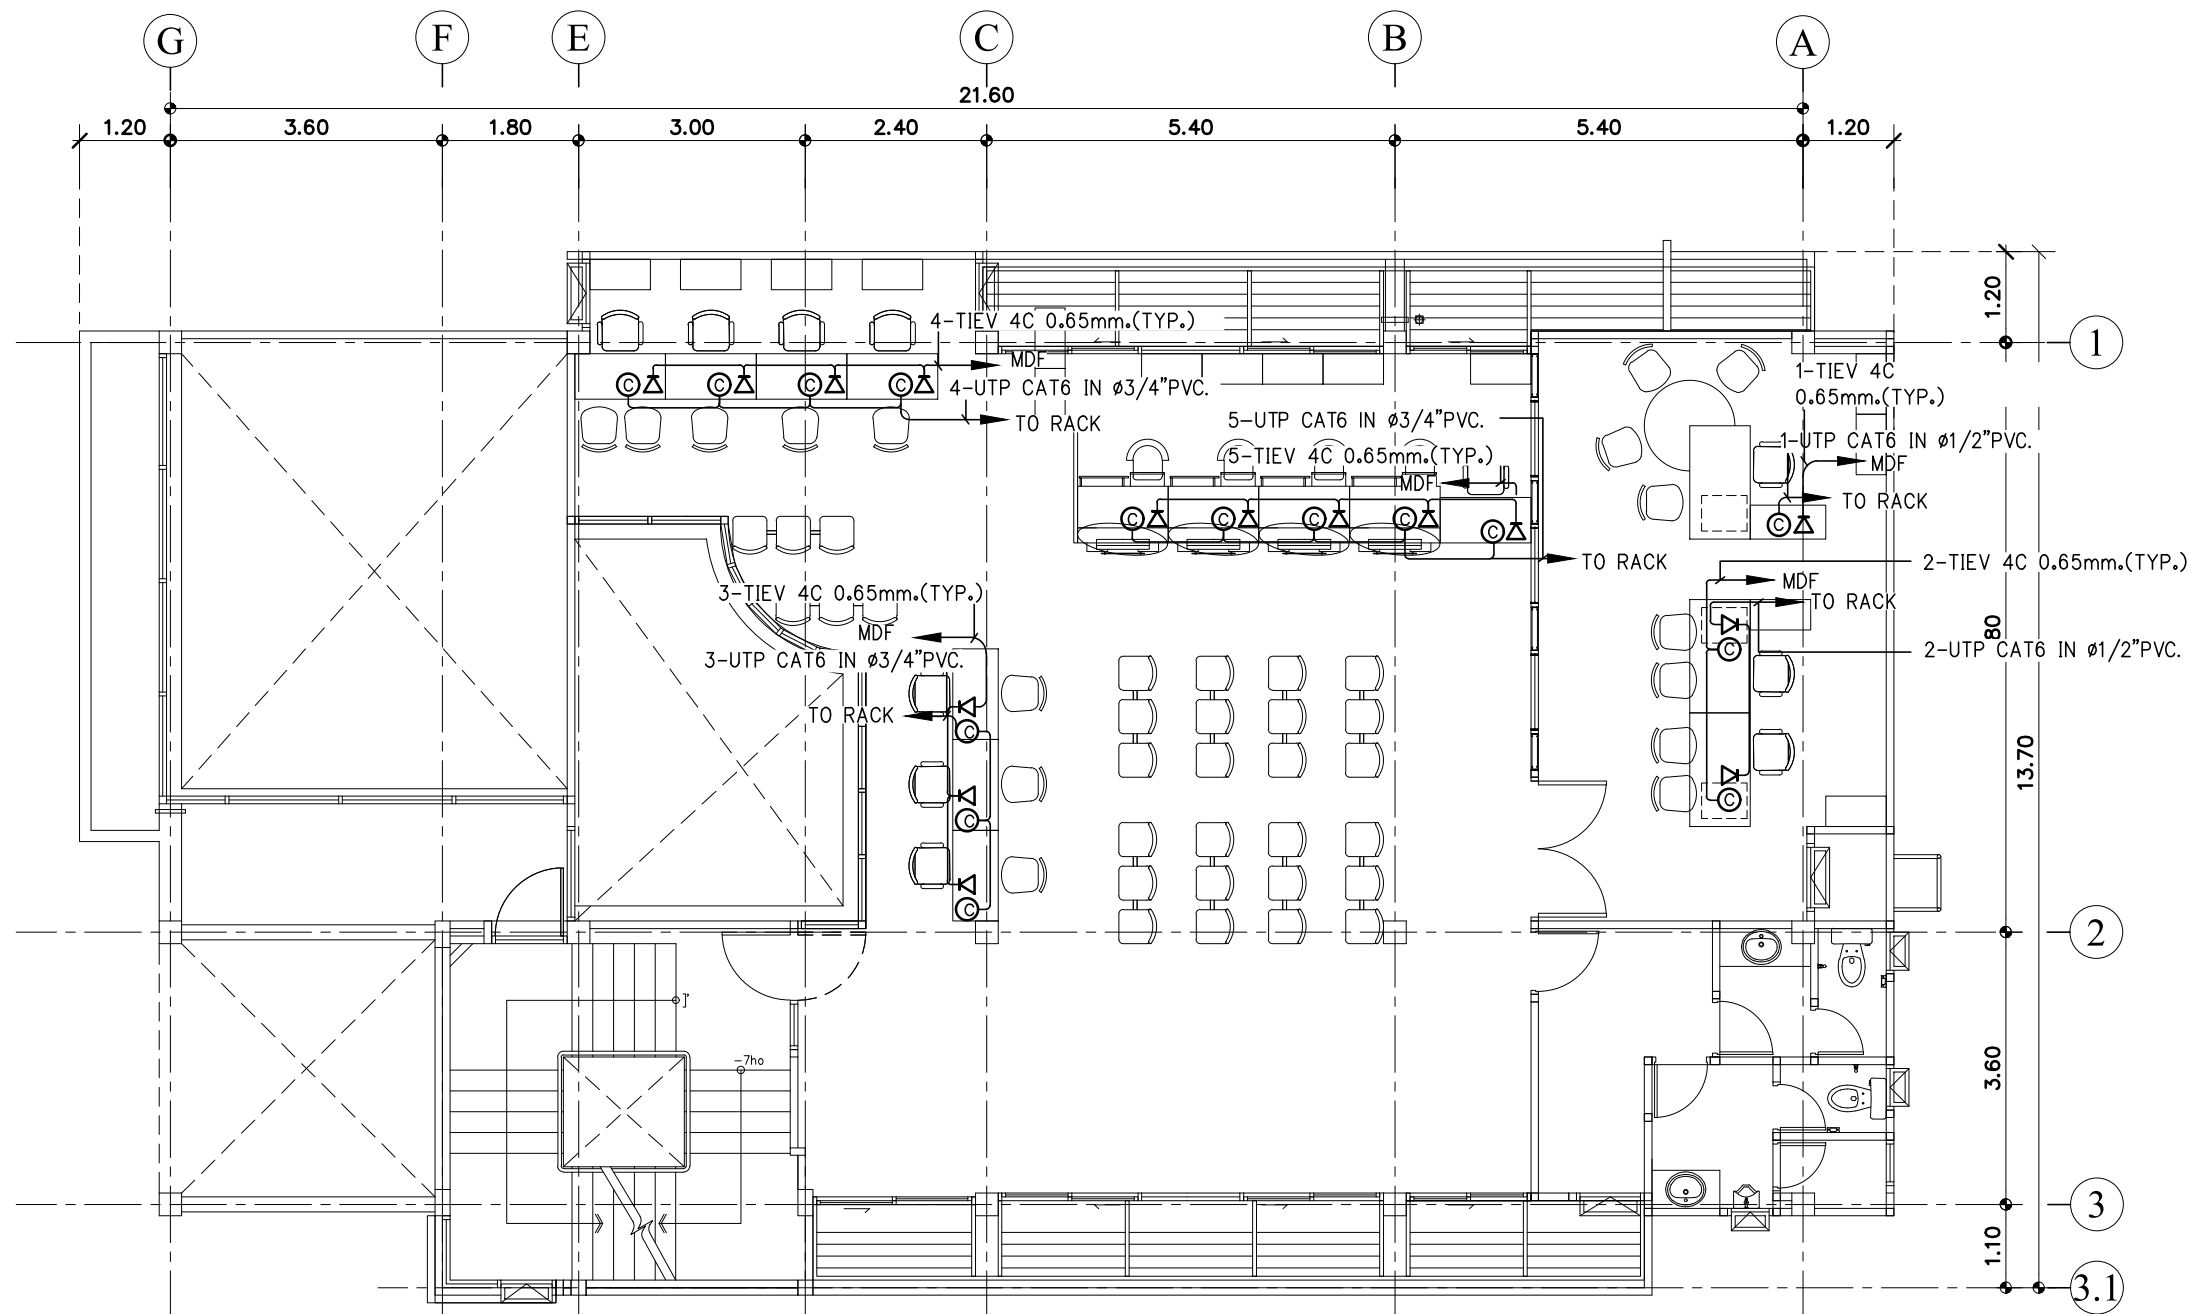 G F E C B A
21.60
1.20 3.60 1.80 3.00 2.40 5.40 5.40 1.20
1.20
4-TIEV 4C 0.65mm.(TYP.)
1
MDF
4-UTP CAT6 IN ø3/4"PVC.
1-TIEV 4C
0.65mm.(TYP.)
C C C C
TO RACK
5-UTP CAT6 IN ø3/4"PVC.
1-UTP CAT6 IN ø1/2"PVC.
5-TIEV 4C 0.65mm.(TYP.)
MDF
MDF
TO RACK
C C C C C C
TO RACK
2-TIEV 4C 0.65mm.(TYP.)
MDF
3-TIEV 4C 0.65mm.(TYP.)
TO RACK
MDF
80
C
2-UTP CAT6 IN ø1/2"PVC.
3-UTP CAT6 IN ø3/4"PVC.
TO RACK
C
13.70
C
C
C
2
-7ho
3.60
3
1.10
3.1